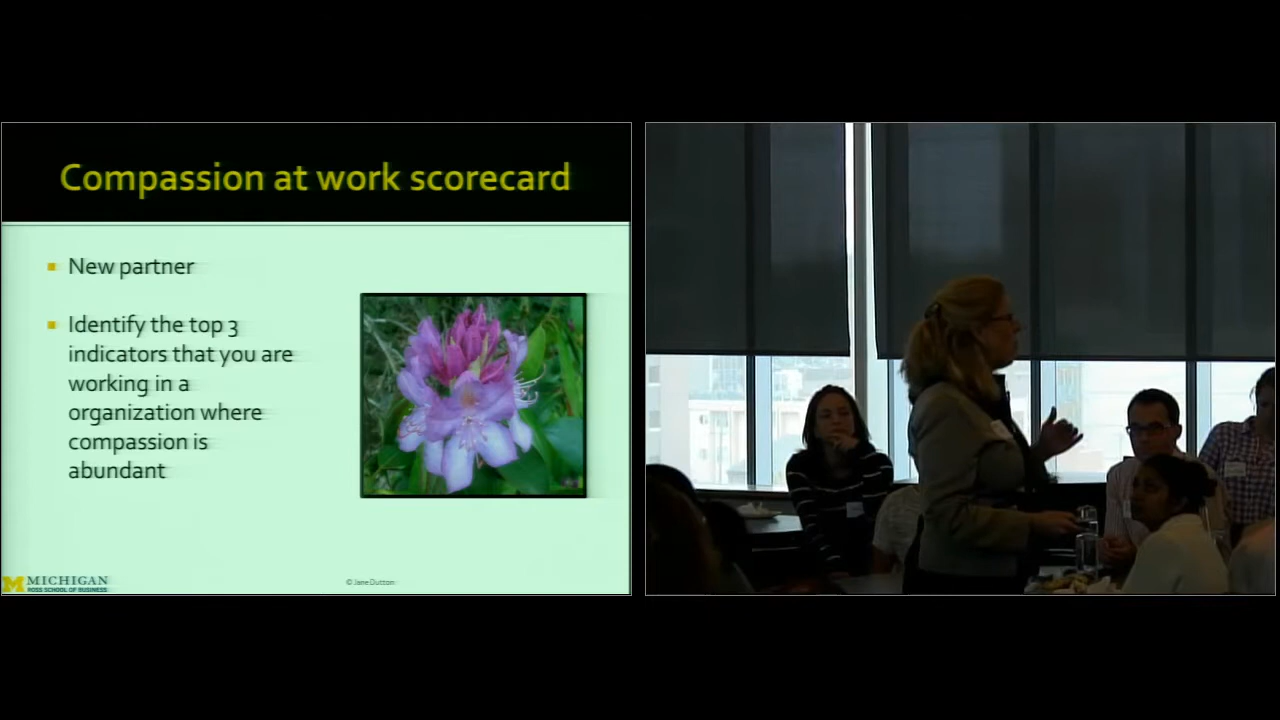 Compassion at work scorecard
New partner
Identify the top 3
indicators that you are
working in a
organization where
compassion is
abundant
M MICHIGAN
ROSS SCHOOL OF BUSINESS
© Jane Dutton